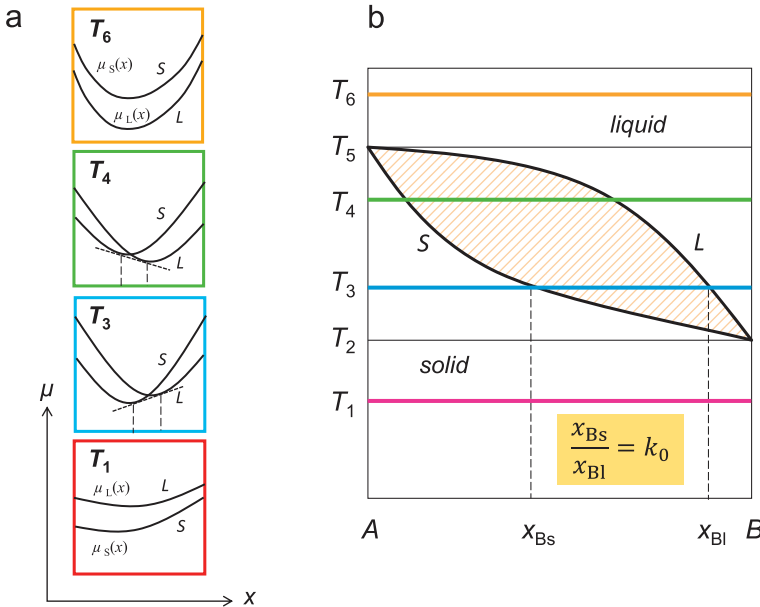 a
T6
μS(x)
S
μL(x)
L
T4
S
L
T3
S
L
μ
T1
μL(x)
L
S
μS(x)
x
b
T6
liquid
T5
T4
S
L
T3
T2
solid
T1
xBs
xBl
= k0
A
xBs
xBl
B